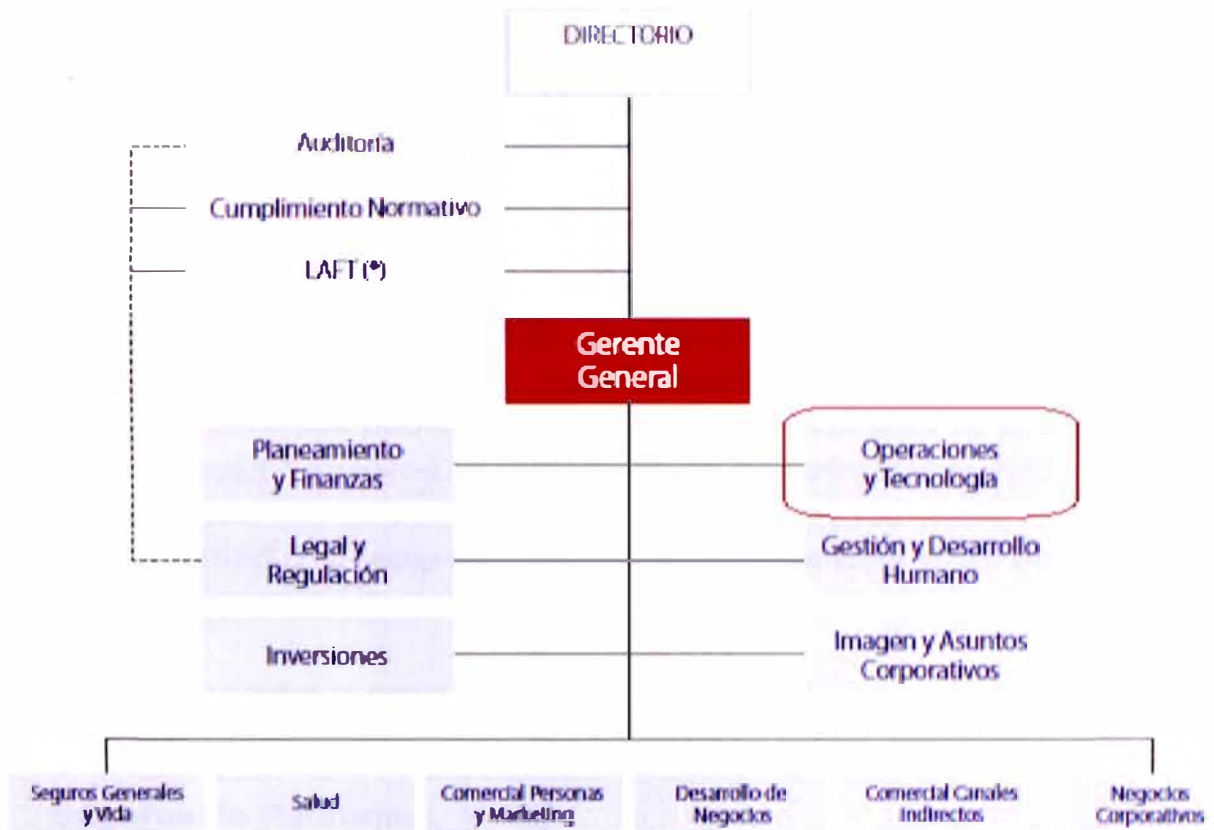 DIRECTORIO
Auditoría
Cumplimiento Normativo
LAFT (*)
Gerente
General
Planeamiento
y Finanzas
Operaciones
y Tecnología
Legal y
Regulación
Gestión y Desarrollo
Humano
Inversiones
Imagen y Asuntos
Corporativos
Seguros Generales
y Vida
Salud
Comercial Personas
y Marketing
Desarrollo de
Negocios
Comercial Canales
Indirectos
Negocios
Corporativos